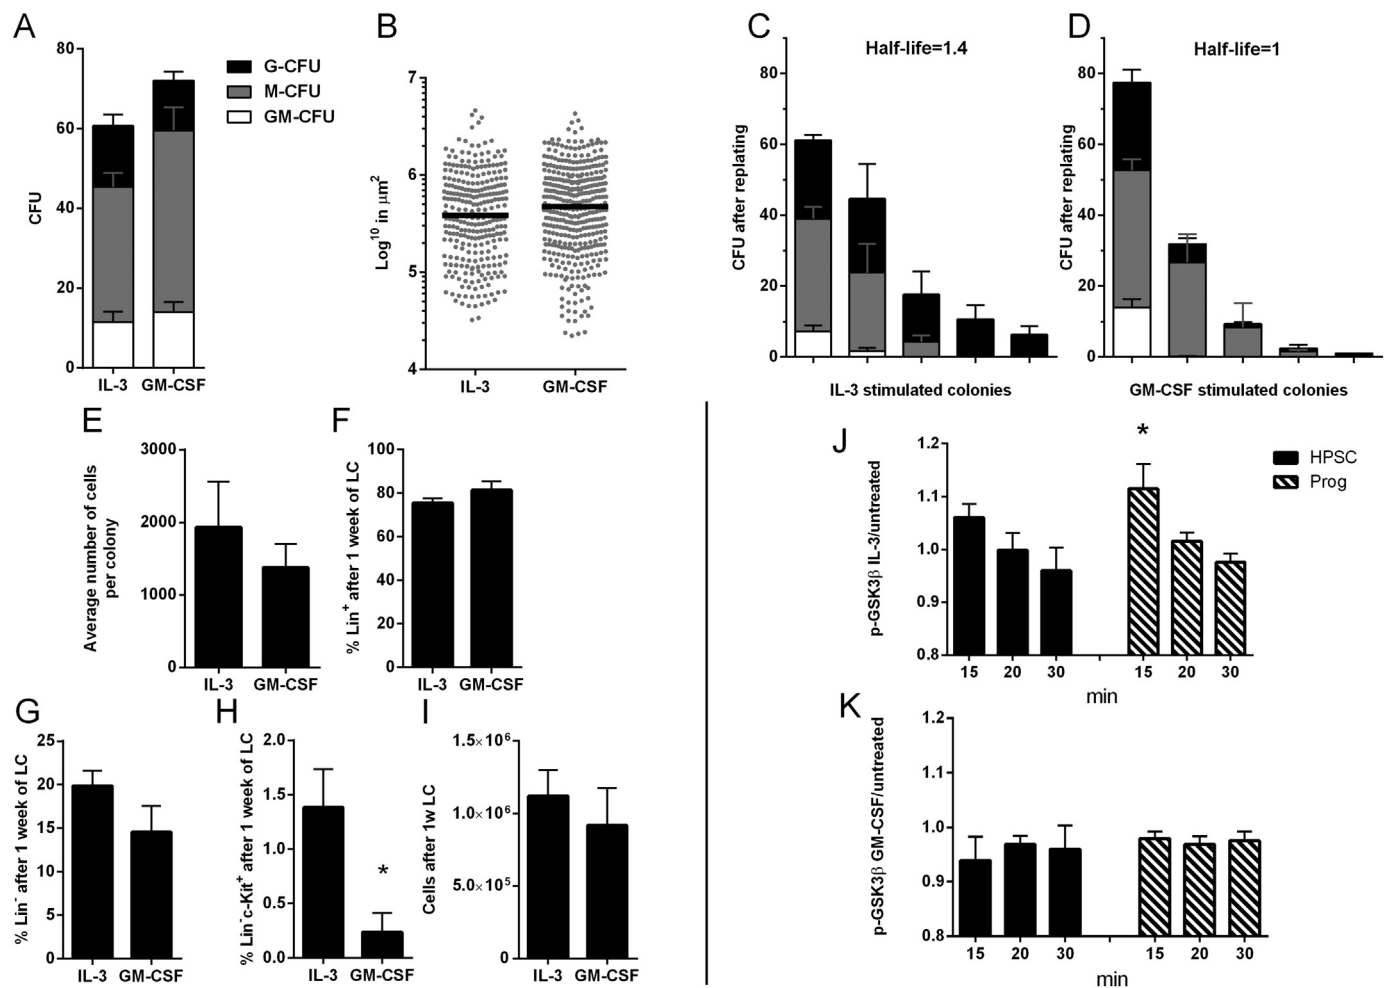 A
CFU
80
60
40
20
0
IL-3 GM-CSF
G-CFU
M-CFU
GM-CFU
B
Log¹⁰ in μm²
7
6
5
4
IL-3 GM-CSF
C
Half-life=1.4
CFU after replating
80
60
40
20
0
IL-3 stimulated colonies
D
Half-life=1
CFU after replating
80
60
40
20
0
GM-CSF stimulated colonies
E
Average number of cells
per colony
3000
2000
1000
0
IL-3 GM-CSF
F
% Lin⁺ after 1 week of LC
100
80
60
40
20
0
IL-3 GM-CSF
G
% Lin⁻ after 1 week of LC
25
20
15
10
5
0
IL-3 GM-CSF
H
% Lin⁻c-Kit⁺ after 1 week of LC
2.0
1.5
1.0
0.5
0.0
*
IL-3 GM-CSF
I
Cells after 1w LC
1.5×10⁶
1.0×10⁶
5.0×10⁵
0
IL-3 GM-CSF
J
p-GSK3β IL-3/untreated
1.2
1.1
1.0
0.9
0.8
*
HPSC
Prog
15 20 30 15 20 30
min
K
p-GSK3β GM-CSF/untreated
1.2
1.1
1.0
0.9
0.8
15 20 30 15 20 30
min